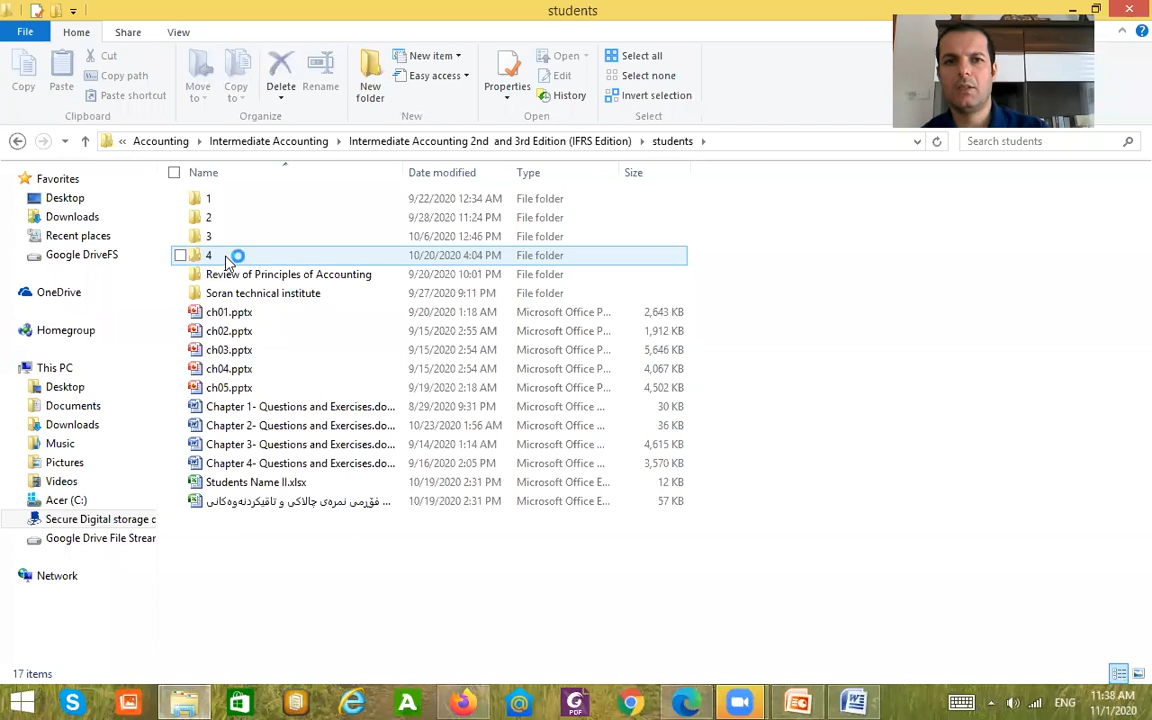 students
File Home Share View
Copy Paste Cut Copy path Paste shortcut Move to Copy to Delete Rename New folder New item Easy access Properties Open Edit History Select all Select none Invert selection
Clipboard Organize New Open Select
« Accounting › Intermediate Accounting › Intermediate Accounting 2nd and 3rd Edition (IFRS Edition) › students › Search students
Name Date modified Type Size
Favorites
Desktop
Downloads
Recent places
Google DriveFS
OneDrive
Homegroup
This PC
Desktop
Documents
Downloads
Music
Pictures
Videos
Acer (C:)
Secure Digital storage d
Google Drive File Strean
Network
1 9/22/2020 12:34 AM File folder
2 9/28/2020 11:24 PM File folder
3 10/6/2020 12:46 PM File folder
4 10/20/2020 4:04 PM File folder
Review of Principles of Accounting 9/20/2020 10:01 PM File folder
Soran technical institute 9/27/2020 9:11 PM File folder
ch01.pptx 9/20/2020 1:18 AM Microsoft Office P... 2,643 KB
ch02.pptx 9/15/2020 2:55 AM Microsoft Office P... 1,912 KB
ch03.pptx 9/15/2020 2:54 AM Microsoft Office P... 5,646 KB
ch04.pptx 9/15/2020 2:54 AM Microsoft Office P... 4,067 KB
ch05.pptx 9/19/2020 2:18 AM Microsoft Office P... 4,502 KB
Chapter 1- Questions and Exercises.do... 8/29/2020 9:31 PM Microsoft Office ... 30 KB
Chapter 2- Questions and Exercises.do... 10/23/2020 1:56 AM Microsoft Office ... 36 KB
Chapter 3- Questions and Exercises.do... 9/14/2020 1:14 AM Microsoft Office ... 4,615 KB
Chapter 4- Questions and Exercises.do... 9/16/2020 2:05 PM Microsoft Office ... 3,570 KB
Students Name II.xlsx 10/19/2020 2:31 PM Microsoft Office E... 12 KB
فۆرمی نمرەی چالاکی و تاقیکردنەوەکانی ... 10/19/2020 2:31 PM Microsoft Office E... 57 KB
17 items
ENG 11:38 AM
11/1/2020